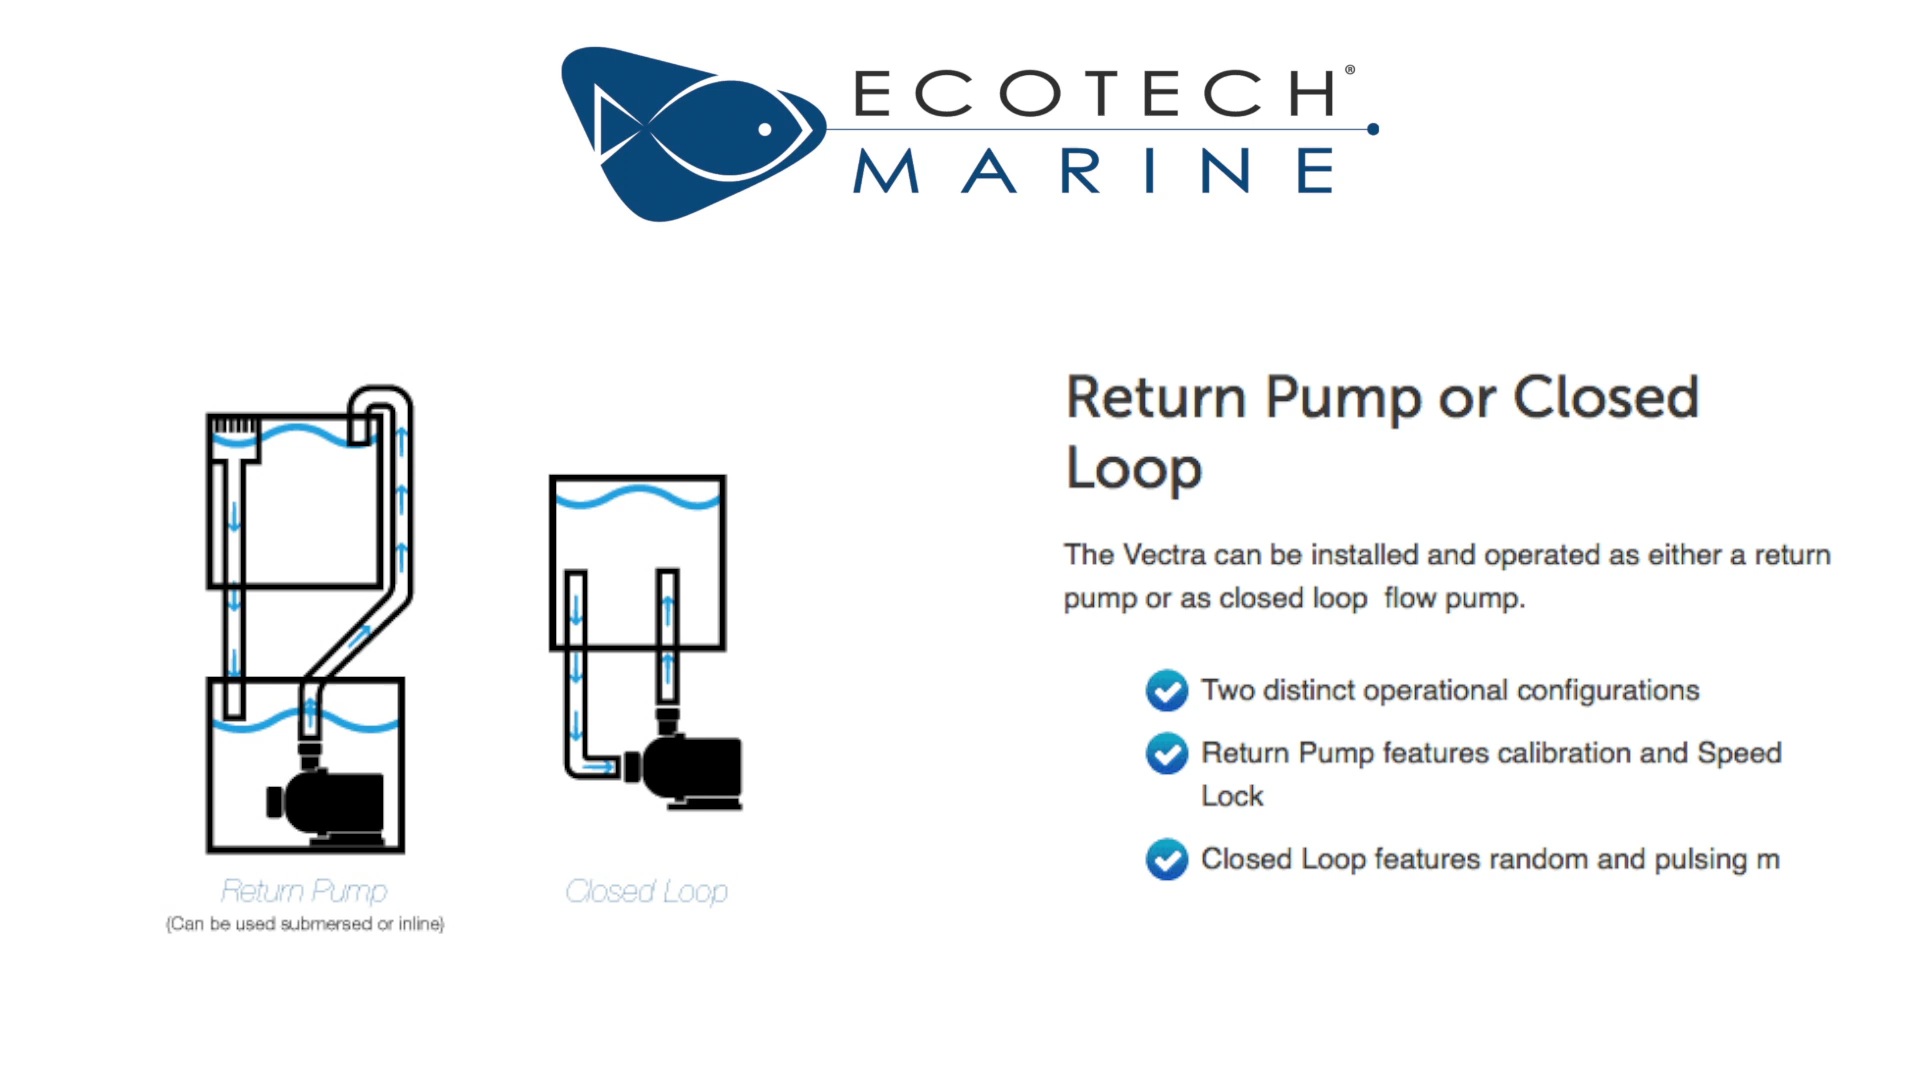 ECOTECH®
MARINE
Return Pump or Closed
Loop
The Vectra can be installed and operated as either a return
pump or as closed loop flow pump.
Two distinct operational configurations
Return Pump features calibration and Speed
Lock
Closed Loop features random and pulsing m
Return Pump
(Can be used submersed or inline)
Closed Loop